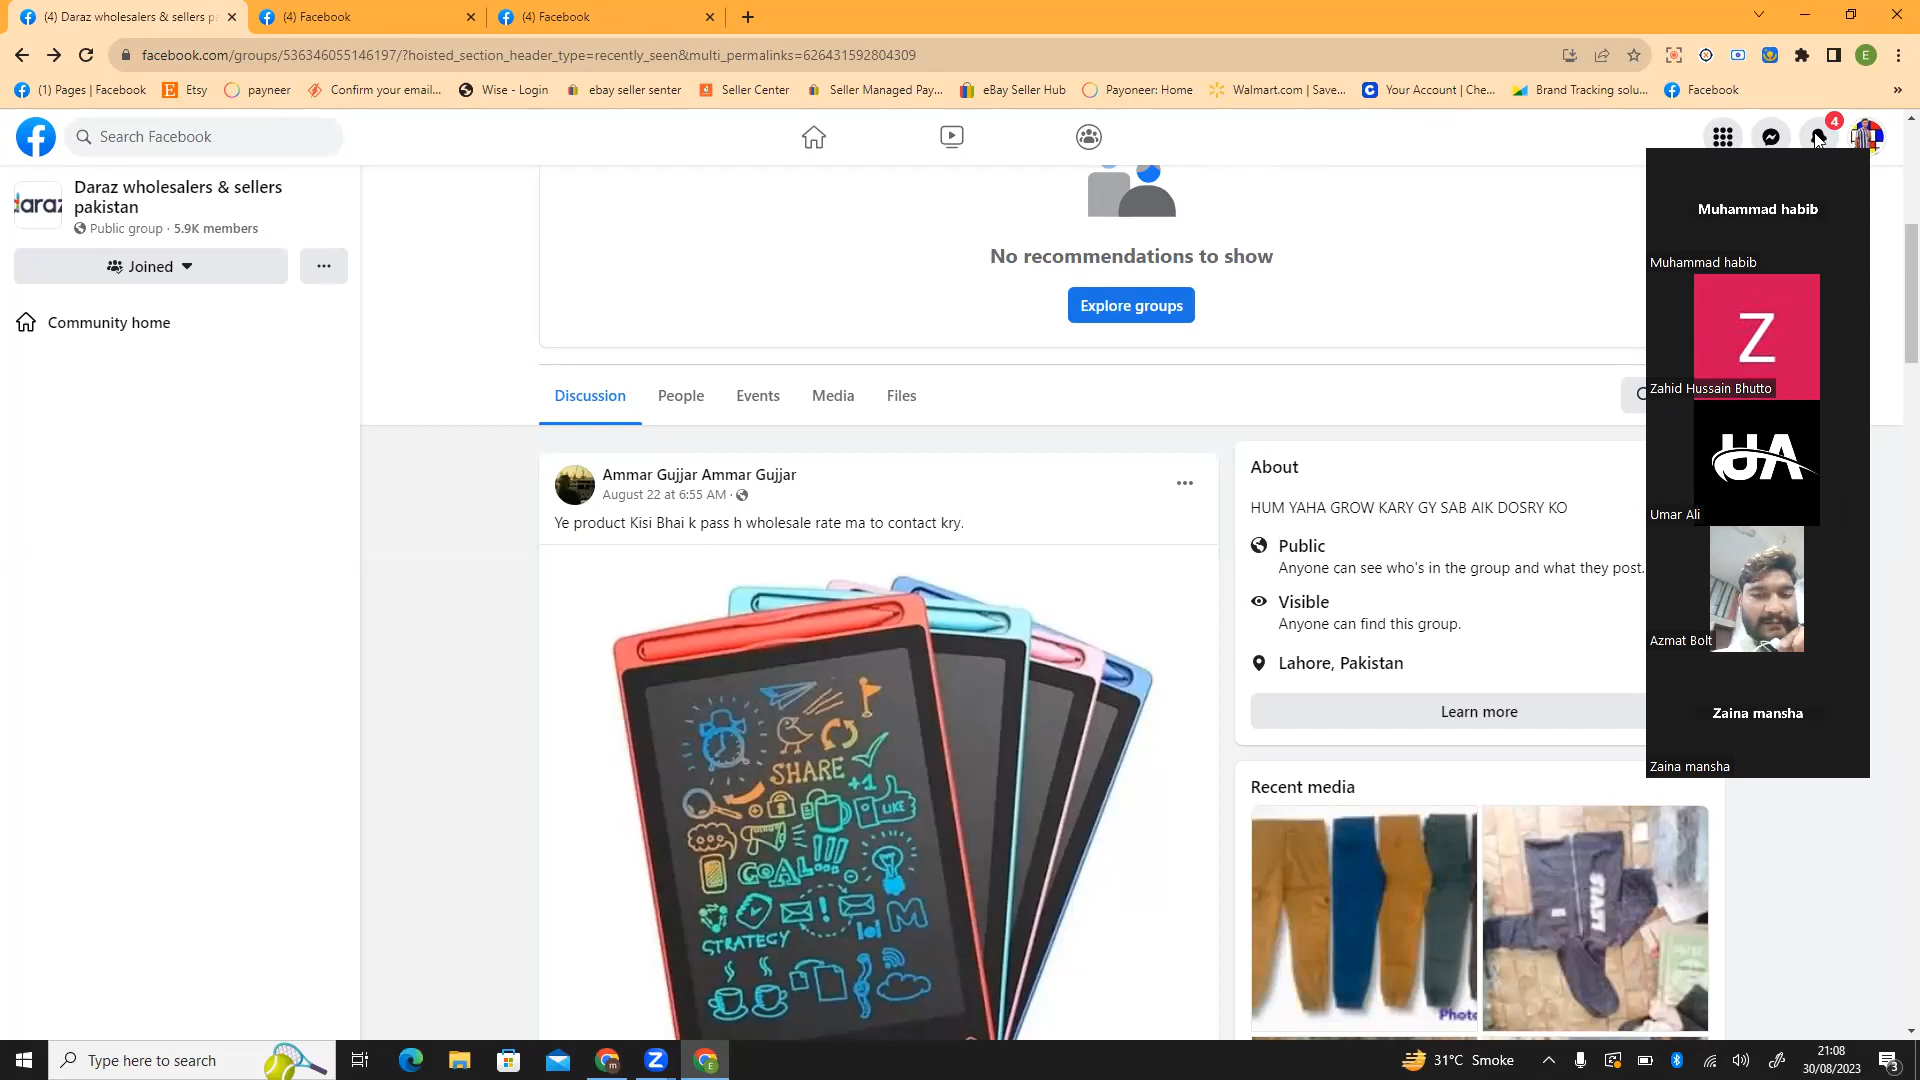 (4) Daraz wholesalers & sellers p
(4) Facebook
(4) Facebook
facebook.com/groups/536346055146197/?hoisted_section_header_type=recently_seen&multi_permalinks=626431592804309
E
(1) Pages | Facebook
Etsy
payneer
Confirm your email...
Wise - Login
ebay seller senter
Seller Center
Seller Managed Pay...
eBay Seller Hub
Payoneer: Home
Walmart.com | Save...
Your Account | Che...
Brand Tracking solu...
Facebook
»
Search Facebook
4
daraz
Daraz wholesalers & sellers
pakistan
Public group · 5.9K members
Joined
Community home
No recommendations to show
Explore groups
Discussion
People
Events
Media
Files
Ammar Gujjar Ammar Gujjar
August 22 at 6:55 AM ·
Ye product Kisi Bhai k pass h wholesale rate ma to contact kry.
SHARE
+1
LIKE
GOAL...
!!!
STRATEGY
!
M
lol
About
HUM YAHA GROW KARY GY SAB AIK DOSRY KO
Public
Anyone can see who's in the group and what they post.
Visible
Anyone can find this group.
Lahore, Pakistan
Learn more
Recent media
Photo
Muhammad habib
Muhammad habib
Z
Zahid Hussain Bhutto
UA
Umar Ali
Azmat Bolt
Zaina mansha
Zaina mansha
Type here to search
31°C Smoke
21:08
30/08/2023
3